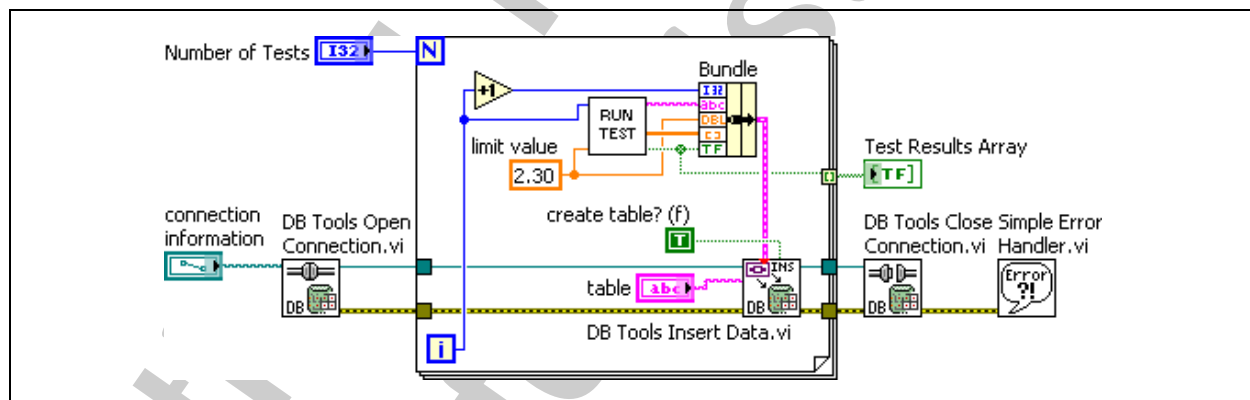 Number of Tests I32
N
Bundle
+1
I32
abc
DBL
[ ]
TF
RUN
TEST
limit value
2.30
Test Results Array
[TF]
connection
information
DB Tools Open
Connection.vi
DB
create table? (f)
T
table abc
INS
DB
DB Tools Insert Data.vi
i
[ ]
DB Tools Close
Connection.vi
DB
Simple Error
Handler.vi
Error
?!